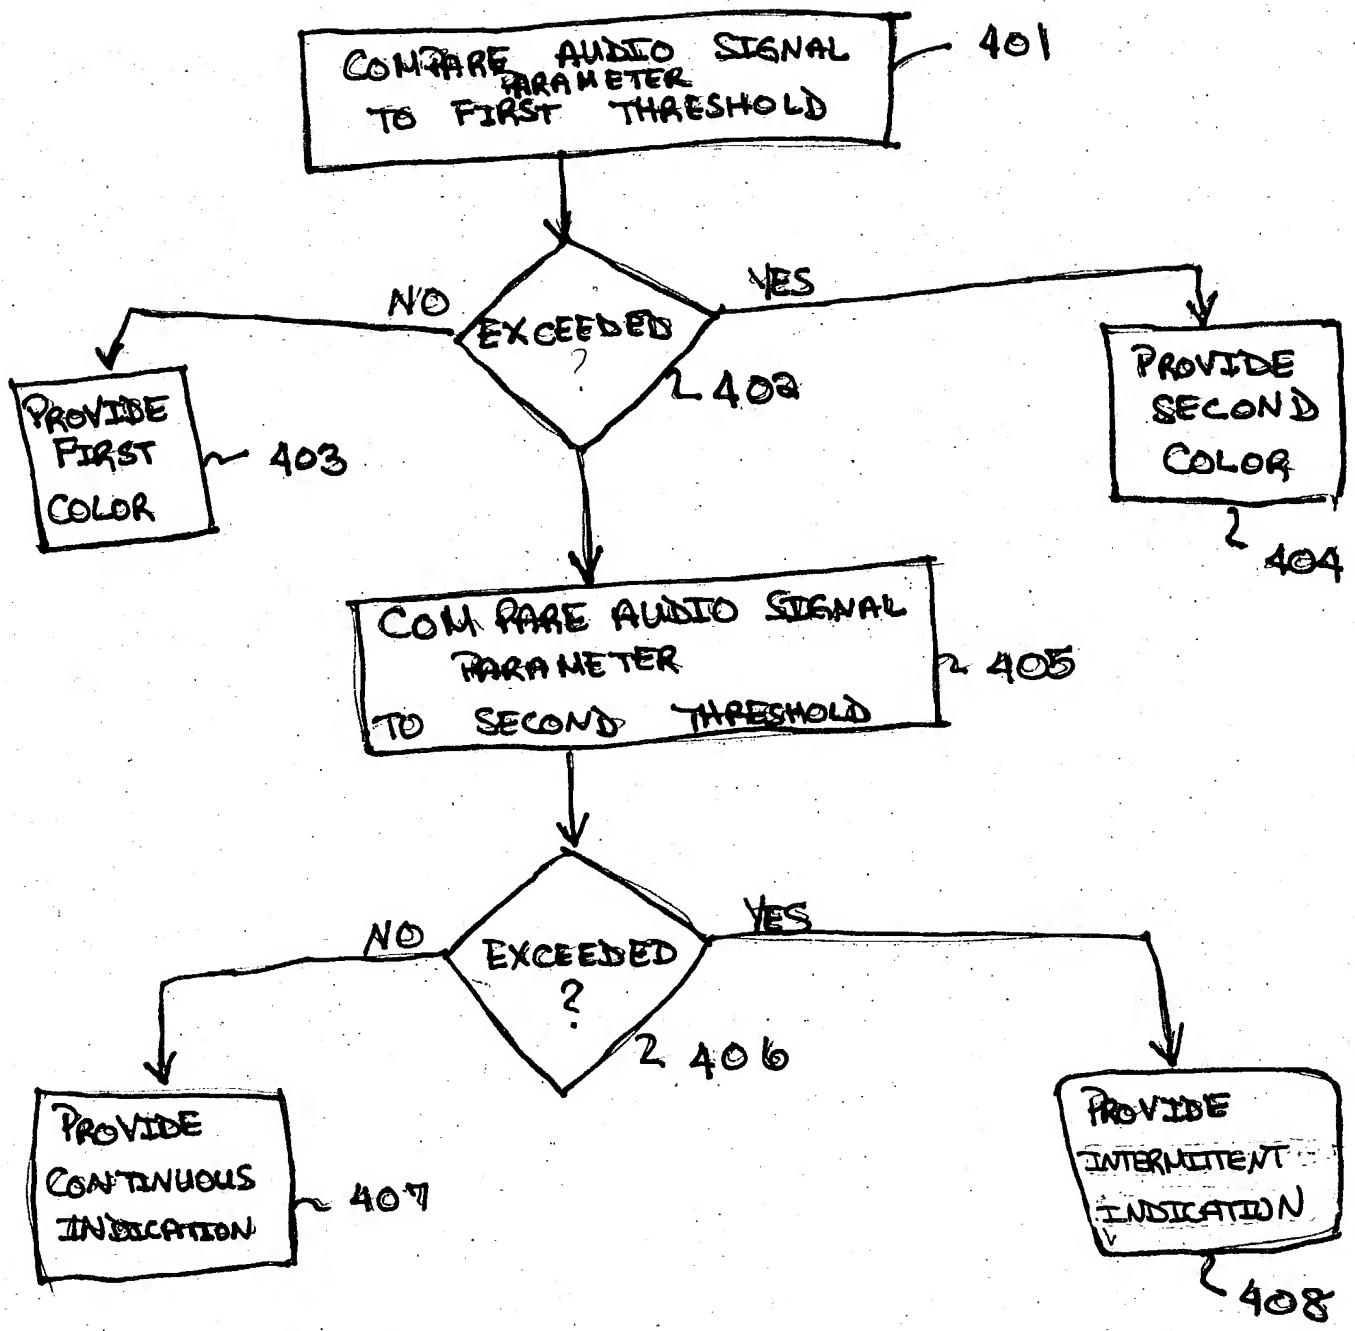 COMPARE AUDIO SIGNAL
PARAMETER
TO FIRST THRESHOLD
401
NO
YES
EXCEEDED
?
402
PROVIDE
FIRST
COLOR
403
PROVIDE
SECOND
COLOR
404
COMPARE AUDIO SIGNAL
PARAMETER
TO SECOND THRESHOLD
405
NO
YES
EXCEEDED
?
406
PROVIDE
CONTINUOUS
INDICATION
407
PROVIDE
INTERMITTENT
INDICATION
408